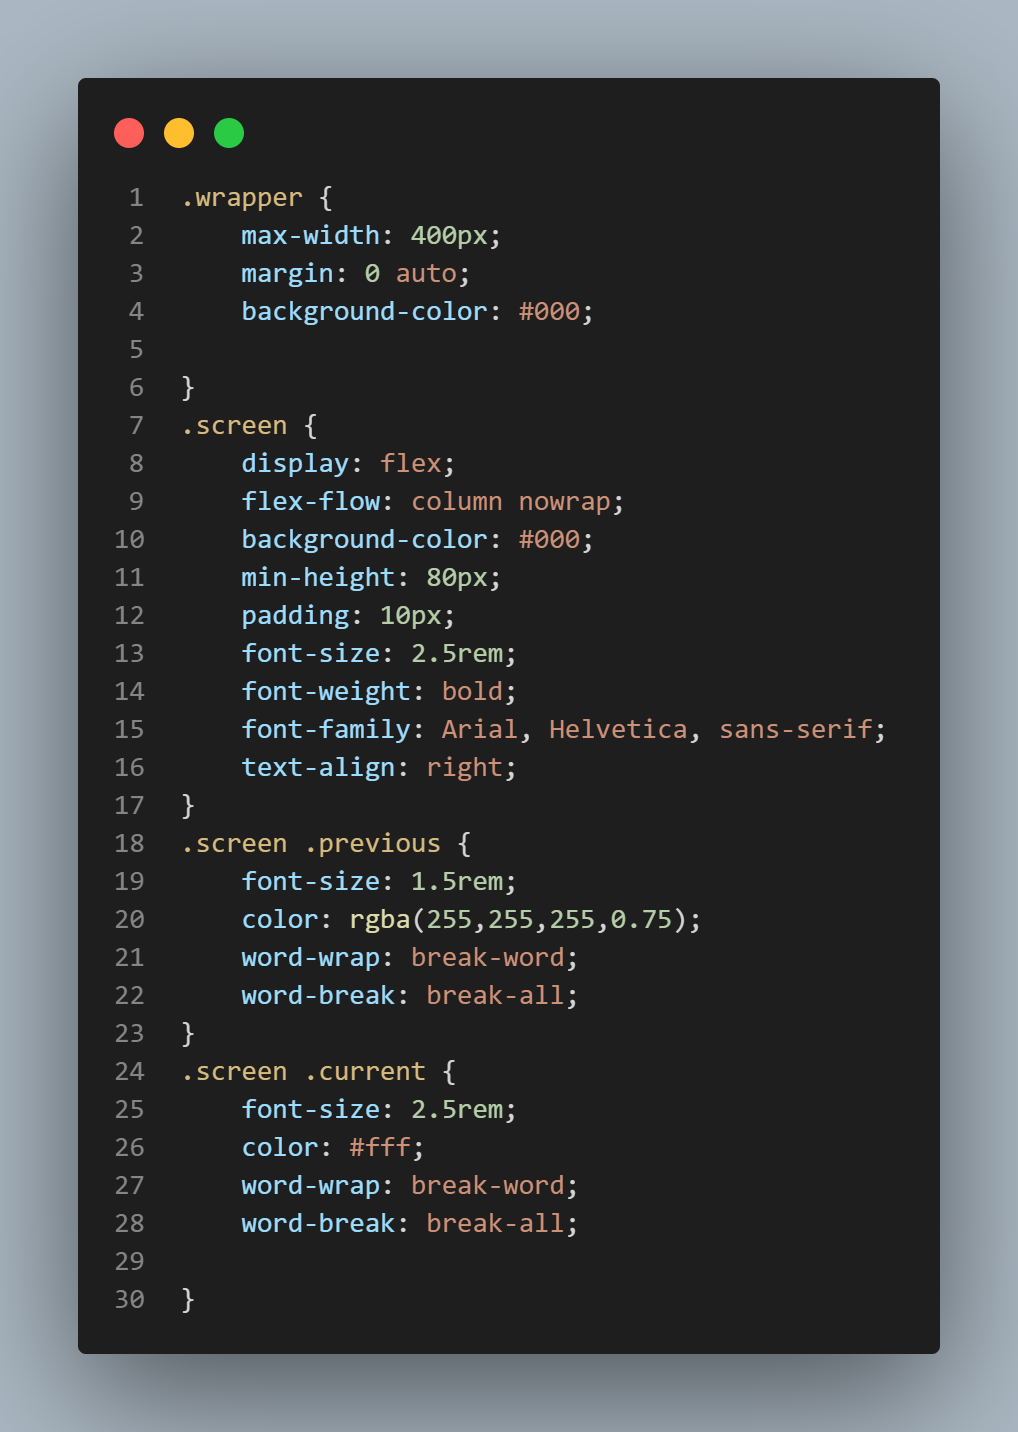 1 .wrapper {
2     max-width: 400px;
3     margin: 0 auto;
4     background-color: #000;
5
6 }
7 .screen {
8     display: flex;
9     flex-flow: column nowrap;
10     background-color: #000;
11     min-height: 80px;
12     padding: 10px;
13     font-size: 2.5rem;
14     font-weight: bold;
15     font-family: Arial, Helvetica, sans-serif;
16     text-align: right;
17 }
18 .screen .previous {
19     font-size: 1.5rem;
20     color: rgba(255,255,255,0.75);
21     word-wrap: break-word;
22     word-break: break-all;
23 }
24 .screen .current {
25     font-size: 2.5rem;
26     color: #fff;
27     word-wrap: break-word;
28     word-break: break-all;
29
30 }